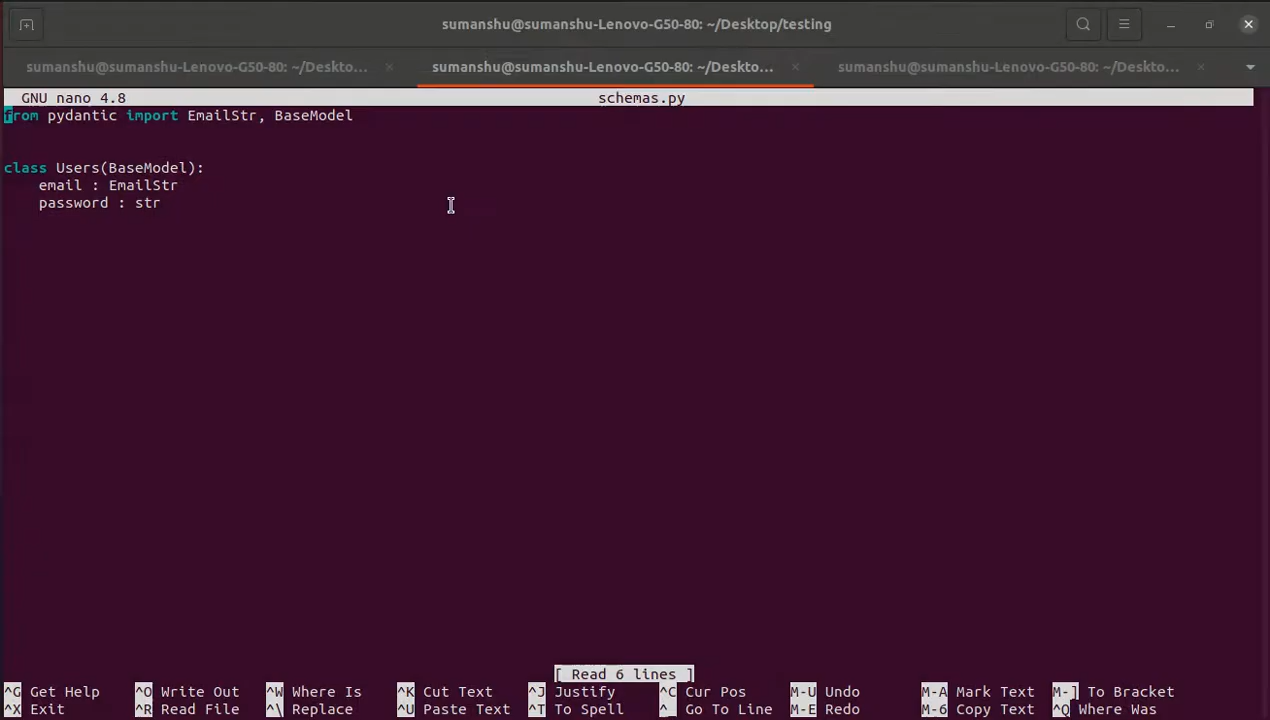 sumanshu@sumanshu-Lenovo-G50-80: ~/Desktop/testing
sumanshu@sumanshu-Lenovo-G50-80: ~/Deskto... × sumanshu@sumanshu-Lenovo-G50-80: ~/Deskto... × sumanshu@sumanshu-Lenovo-G50-80: ~/Deskto... ×
GNU nano 4.8 schemas.py
from pydantic import EmailStr, BaseModel
class Users(BaseModel):
    email : EmailStr
    password : str
[ Read 6 lines ]
^G Get Help ^O Write Out ^W Where Is ^K Cut Text ^J Justify ^C Cur Pos M-U Undo M-A Mark Text M-] To Bracket
^X Exit ^R Read File ^\ Replace ^U Paste Text ^T To Spell ^_ Go To Line M-E Redo M-6 Copy Text ^Q Where Was